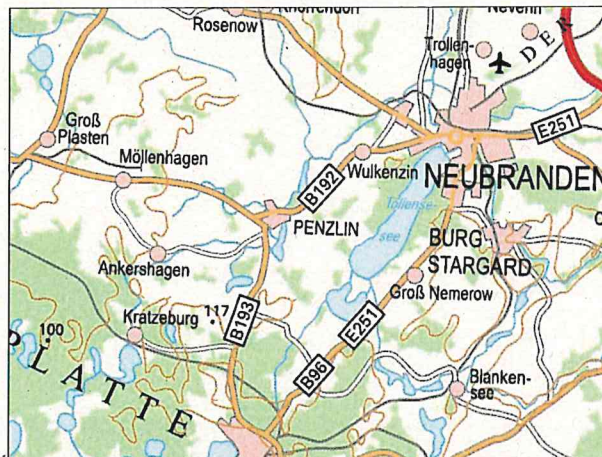 Rosenow
Neverin
Trollen-
hagen
DER
Groß
Plasten
Möllenhagen
E251
Wulkenzin
B192
NEUBRANDEN
Tollense-
see
PENZLIN
BURG
STARGARD
Ankershagen
Groß Nemerow
117
B193
E251
100
Kratzeburg
PLATTE
B96
Blanken-
see